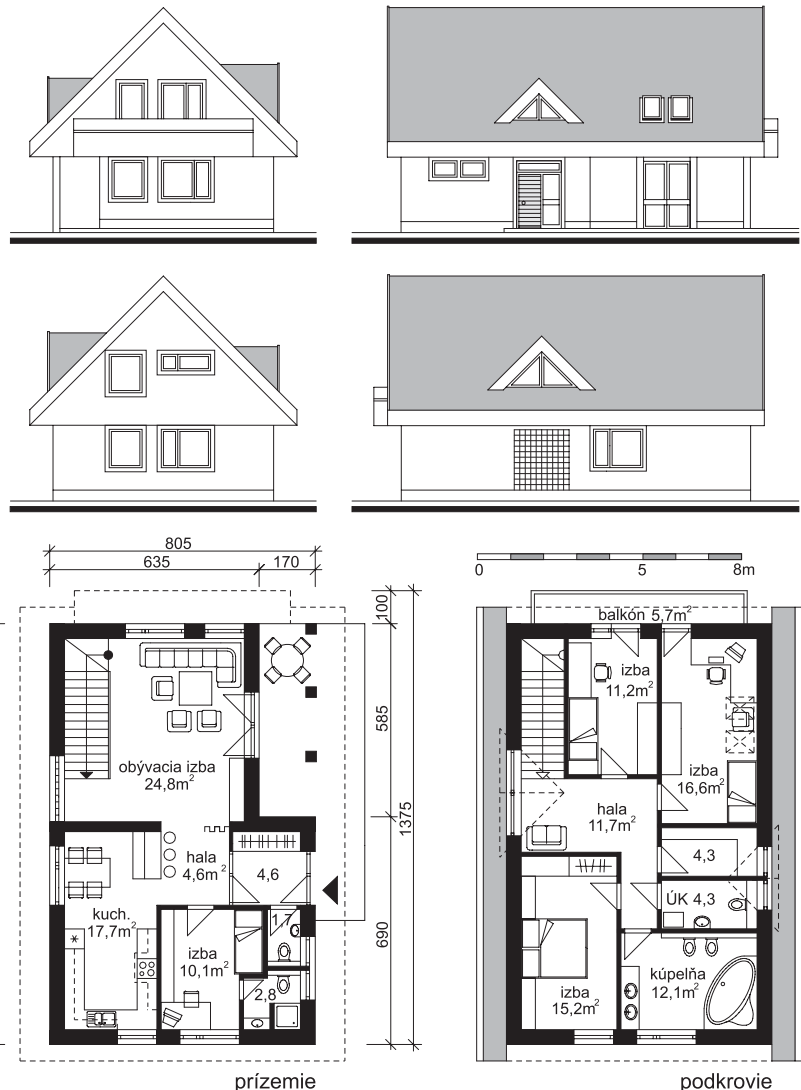 805
635 170
0 5 8m
100
585
1375
690
obývacia izba
24,8m²
hala
4,6m²
4,6
kuch.
17,7m²
1,7
izba
10,1m²
2,8
prízemie
balkón 5,7m²
izba
11,2m²
izba
16,6m²
hala
11,7m²
4,3
ÚK 4,3
izba
15,2m²
kúpelňa
12,1m²
podkrovie